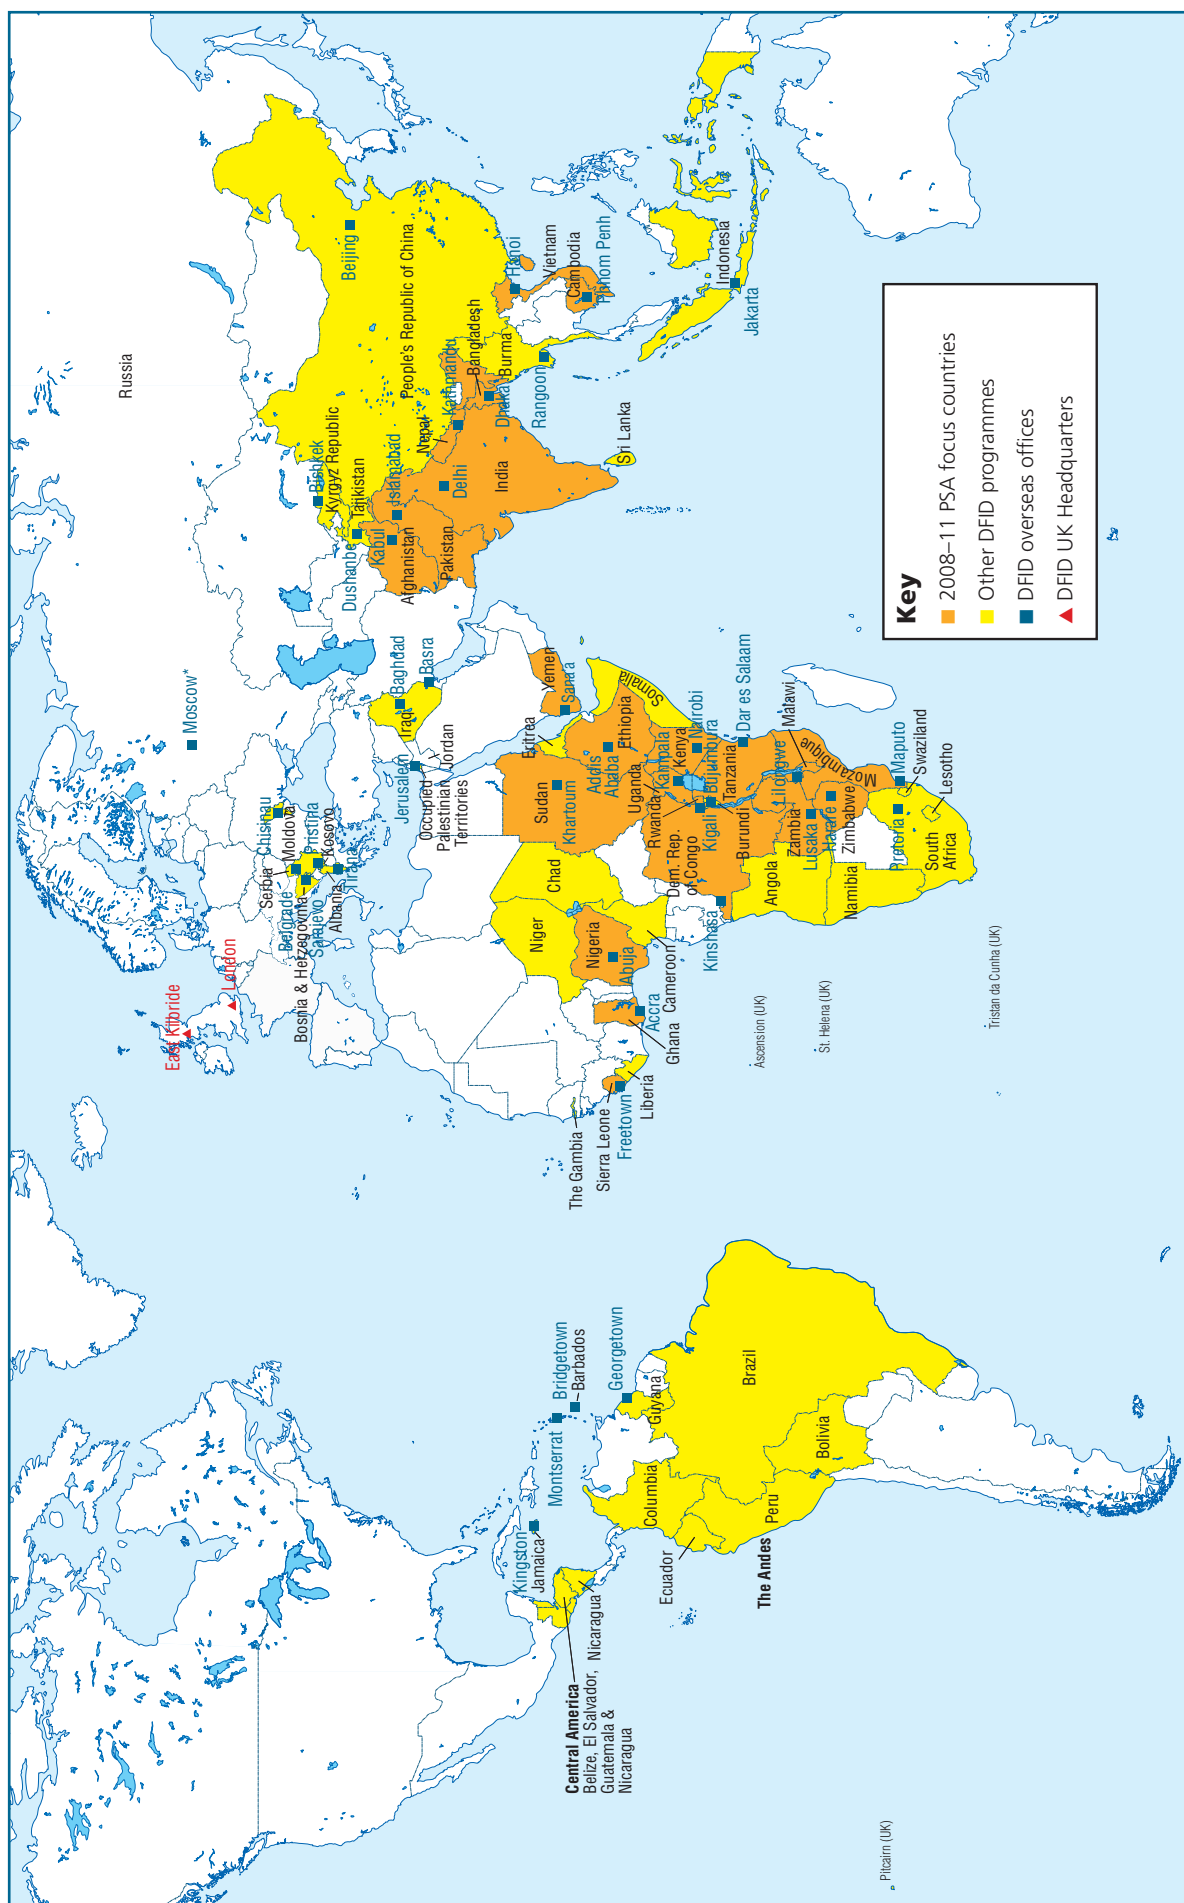 East Kilbride
London
Moscow*
Russia
Chisinau
Moldova
Serbia
Belgrade
Pristina
Kosovo
Bosnia & Herzegovnia
Sarajevo
Albania
Tirana
Bishkek
Kyrgyz Republic
Dushanbe
Tajikistan
Beijing
People's Republic of China
Kabul
Islamabad
Afghanistan
Pakistan
Nepal
Kathmandu
Delhi
India
Bangladesh
Dhaka
Burma
Rangoon
Hanoi
Vietnam
Cambodia
Phnom Penh
Sri Lanka
Indonesia
Jakarta
Baghdad
Iraq
Basra
Jerusalem
Jordan
Occupied
Palestinian
Territories
Yemen
Sana'a
Eritrea
Sudan
Khartoum
Addis
Ababa
Ethiopia
Somalia
Chad
Niger
Nigeria
Abuja
Cameroon
Accra
Ghana
Liberia
Freetown
Sierra Leone
The Gambia
Uganda
Kampala
Kenya
Nairobi
Rwanda
Kigali
Bujumbura
Burundi
Tanzania
Dar es Salaam
Dem. Rep.
of Congo
Kinshasa
Angola
Zambia
Lusaka
Lilongwe
Malawi
Mozambique
Harare
Zimbabwe
Namibia
Pretoria
Maputo
Swaziland
Lesotho
South
Africa
Ascension (UK)
St. Helena (UK)
Tristan da Cunha (UK)
Kingston
Jamaica
Montserrat
Bridgetown
Barbados
Georgetown
Guyana
Central America
Belize, El Salvador,
Guatemala &
Nicaragua
Nicaragua
Columbia
Ecuador
Peru
Brazil
Bolivia
The Andes
Pitcairn (UK)
Key
2008–11 PSA focus countries
Other DFID programmes
DFID overseas offices
DFID UK Headquarters